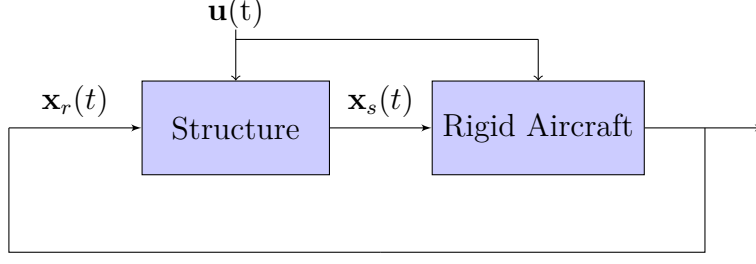 u(t)
x_r(t)
Structure
x_s(t)
Rigid Aircraft